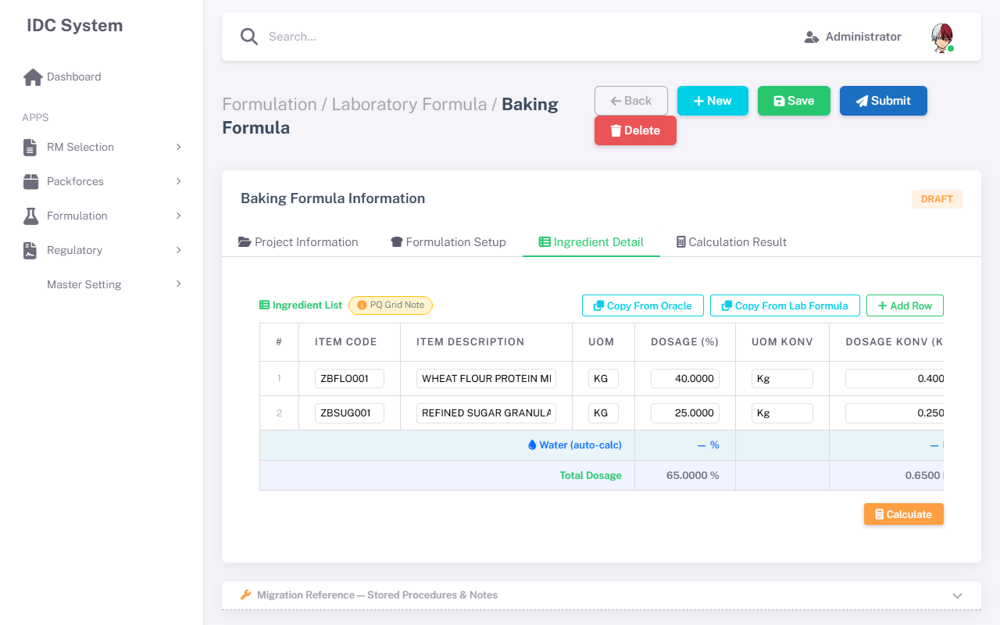 IDC System
Search...
Administrator
Dashboard
APPS
RM Selection
Packforces
Formulation
Regulatory
Master Setting
Formulation / Laboratory Formula / Baking
Formula
Back
New
Save
Submit
Delete
Baking Formula Information
DRAFT
Project Information
Formulation Setup
Ingredient Detail
Calculation Result
Ingredient List
PQ Grid Note
Copy From Oracle
Copy From Lab Formula
Add Row
# ITEM CODE ITEM DESCRIPTION UOM DOSAGE (%) UOM KONV DOSAGE KONV (K
1 ZBFLO001 WHEAT FLOUR PROTEIN MI KG 40.0000 Kg 0.400
2 ZBSUG001 REFINED SUGAR GRANULA KG 25.0000 Kg 0.250
Water (auto-calc) — % —
Total Dosage 65.0000 % 0.6500
Calculate
Migration Reference — Stored Procedures & Notes